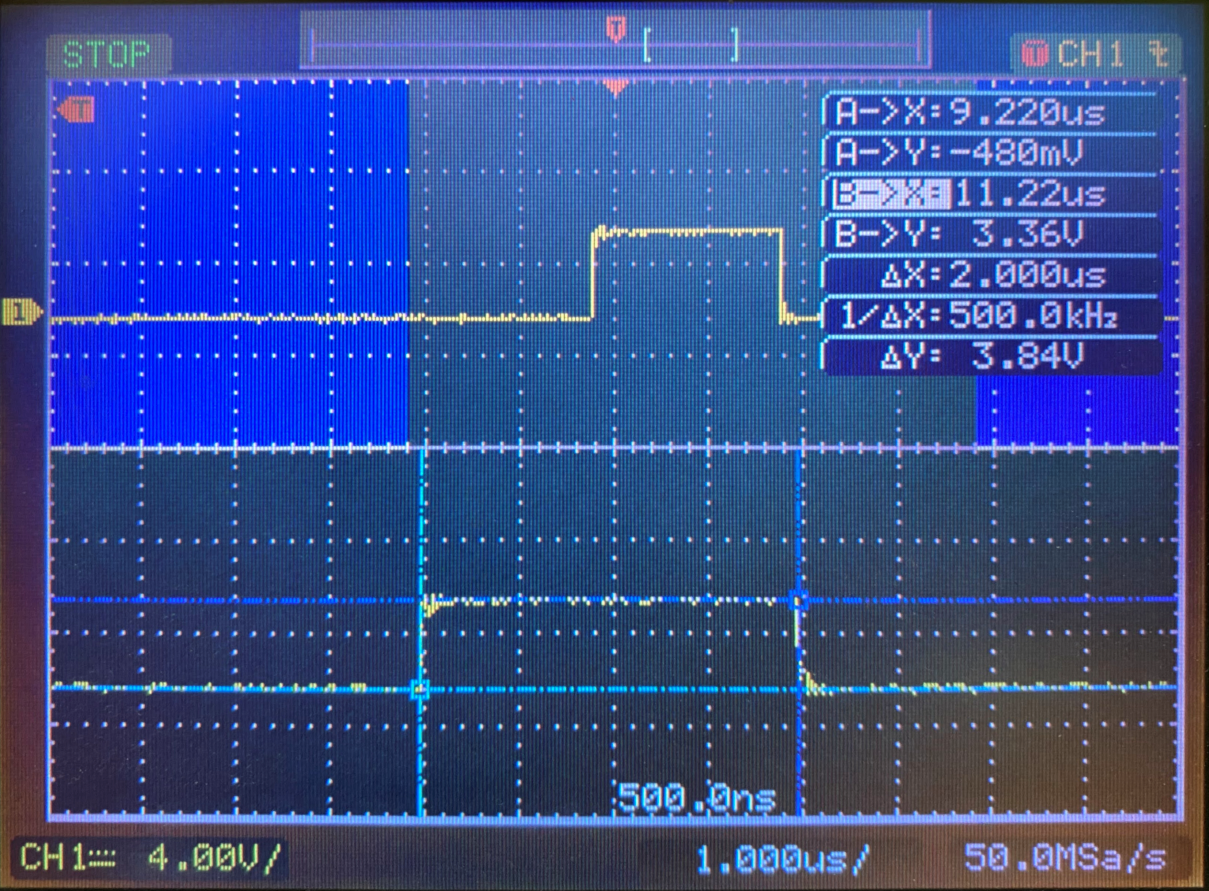 T
STOP
T CH1
T
A->X:9.220us
A->Y:-480mV
B->X:11.22us
B->Y: 3.36V
ΔX:2.000us
1/ΔX:500.0kHz
ΔY: 3.84V
1
500.0ns
CH1 4.00V/ 1.000us/ 50.0MSa/s